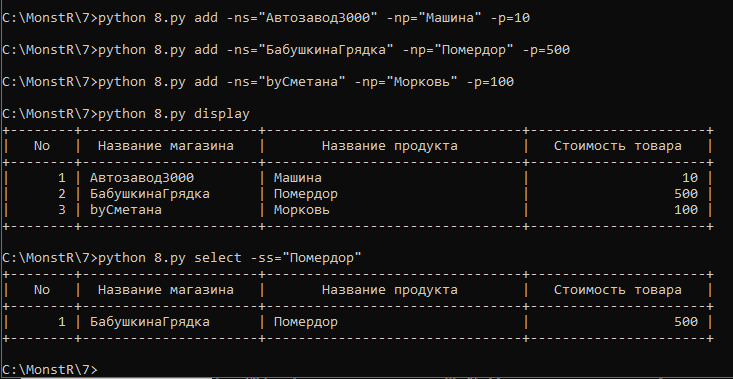 C:\MonstR\7>python 8.py add -ns="Автозавод3000" -np="Машина" -p=10
C:\MonstR\7>python 8.py add -ns="БабушкинаГрядка" -np="Помердор" -p=500
C:\MonstR\7>python 8.py add -ns="byСметана" -np="Морковь" -p=100
C:\MonstR\7>python 8.py display
+--------+----------------------+--------------------------------+----------------------+
|   No   |  Название магазина   |       Название продукта        |   Стоимость товара   |
+--------+----------------------+--------------------------------+----------------------+
|      1 | Автозавод3000        | Машина                         |                   10 |
|      2 | БабушкинаГрядка      | Помердор                       |                  500 |
|      3 | byСметана            | Морковь                        |                  100 |
+--------+----------------------+--------------------------------+----------------------+
C:\MonstR\7>python 8.py select -ss="Помердор"
+--------+----------------------+--------------------------------+----------------------+
|   No   |  Название магазина   |       Название продукта        |   Стоимость товара   |
+--------+----------------------+--------------------------------+----------------------+
|      1 | БабушкинаГрядка      | Помердор                       |                  500 |
+--------+----------------------+--------------------------------+----------------------+
C:\MonstR\7>